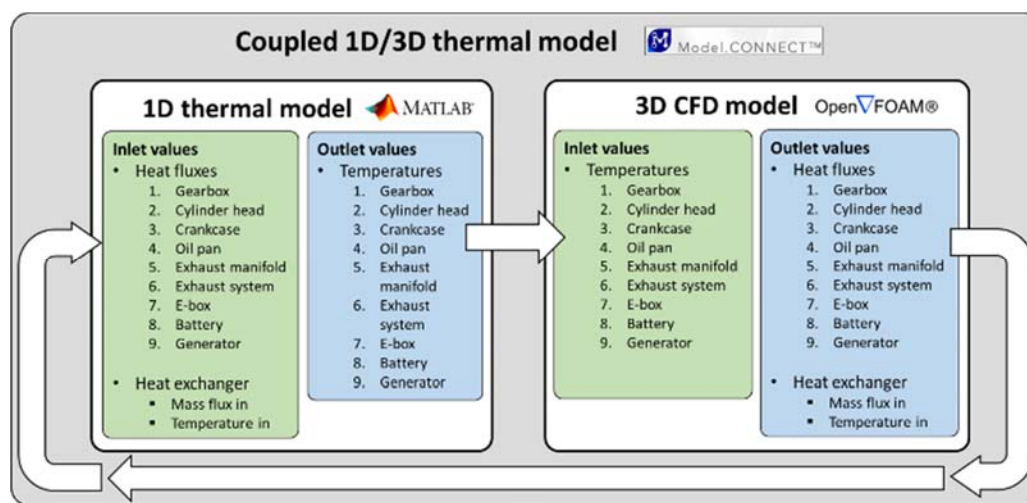 Coupled 1D/3D thermal model
Model.CONNECT™
1D thermal model
MATLAB®
Inlet values
• Heat fluxes
1. Gearbox
2. Cylinder head
3. Crankcase
4. Oil pan
5. Exhaust manifold
6. Exhaust system
7. E-box
8. Battery
9. Generator
• Heat exchanger
▪ Mass flux in
▪ Temperature in
Outlet values
• Temperatures
1. Gearbox
2. Cylinder head
3. Crankcase
4. Oil pan
5. Exhaust
manifold
6. Exhaust
system
7. E-box
8. Battery
9. Generator
3D CFD model
Open∇FOAM®
Inlet values
• Temperatures
1. Gearbox
2. Cylinder head
3. Crankcase
4. Oil pan
5. Exhaust manifold
6. Exhaust system
7. E-box
8. Battery
9. Generator
Outlet values
• Heat fluxes
1. Gearbox
2. Cylinder head
3. Crankcase
4. Oil pan
5. Exhaust manifold
6. Exhaust system
7. E-box
8. Battery
9. Generator
• Heat exchanger
▪ Mass flux in
▪ Temperature in